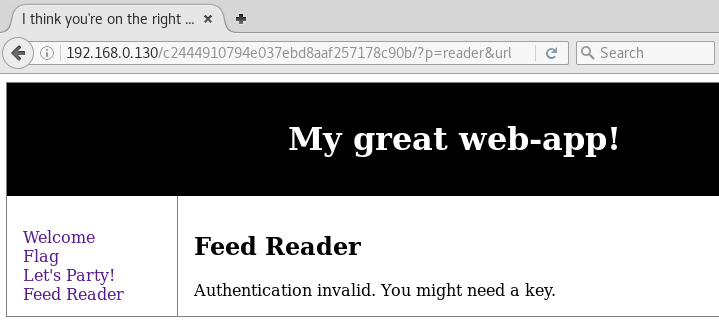 I think you're on the right ...
192.168.0.130/c2444910794e037ebd8aaf257178c90b/?p=reader&url
Search
My great web-app!
Welcome
Flag
Let's Party!
Feed Reader
Feed Reader
Authentication invalid. You might need a key.